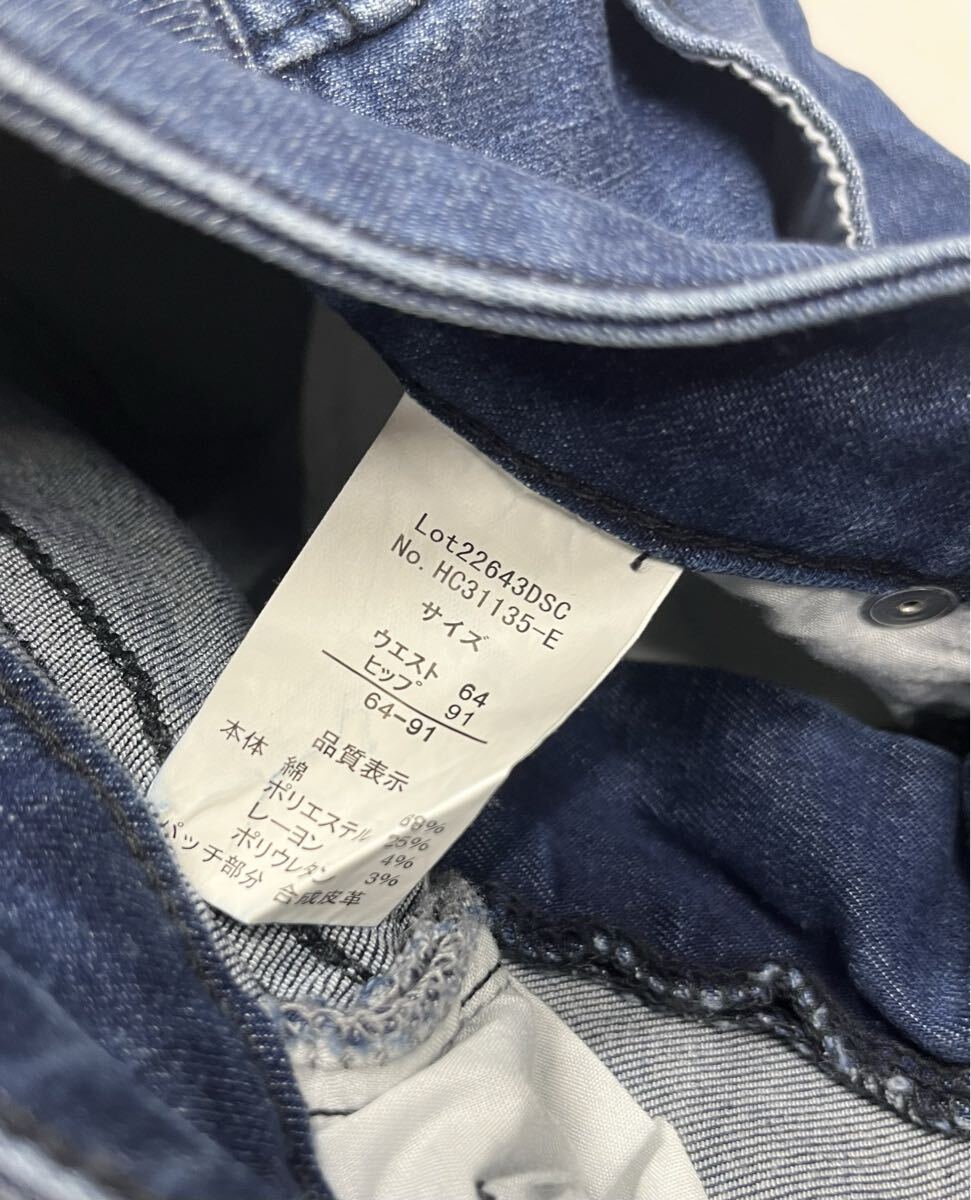 Lot22643DSC
No.HC31135-E
サイズ
ウエスト 64
ヒップ 91
64-91
品質表示
本体 綿 68%
ポリエステル 25%
レーヨン 4%
ポリウレタン 3%
パッチ部分 合成皮革